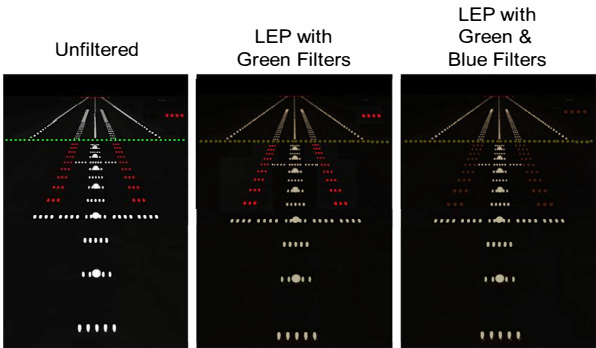 Unfiltered
LEP with
Green Filters
LEP with
Green &
Blue Filters